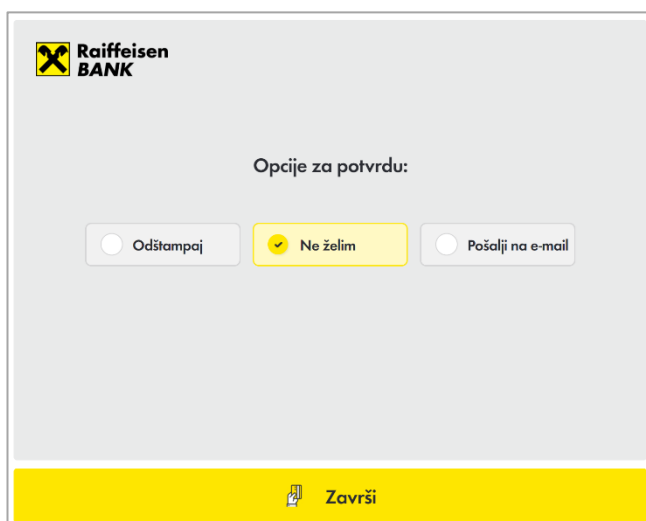 Raiffeisen
BANK
Opcije za potvrdu:
Odštampaj
Ne želim
Pošalji na e-mail
Završi